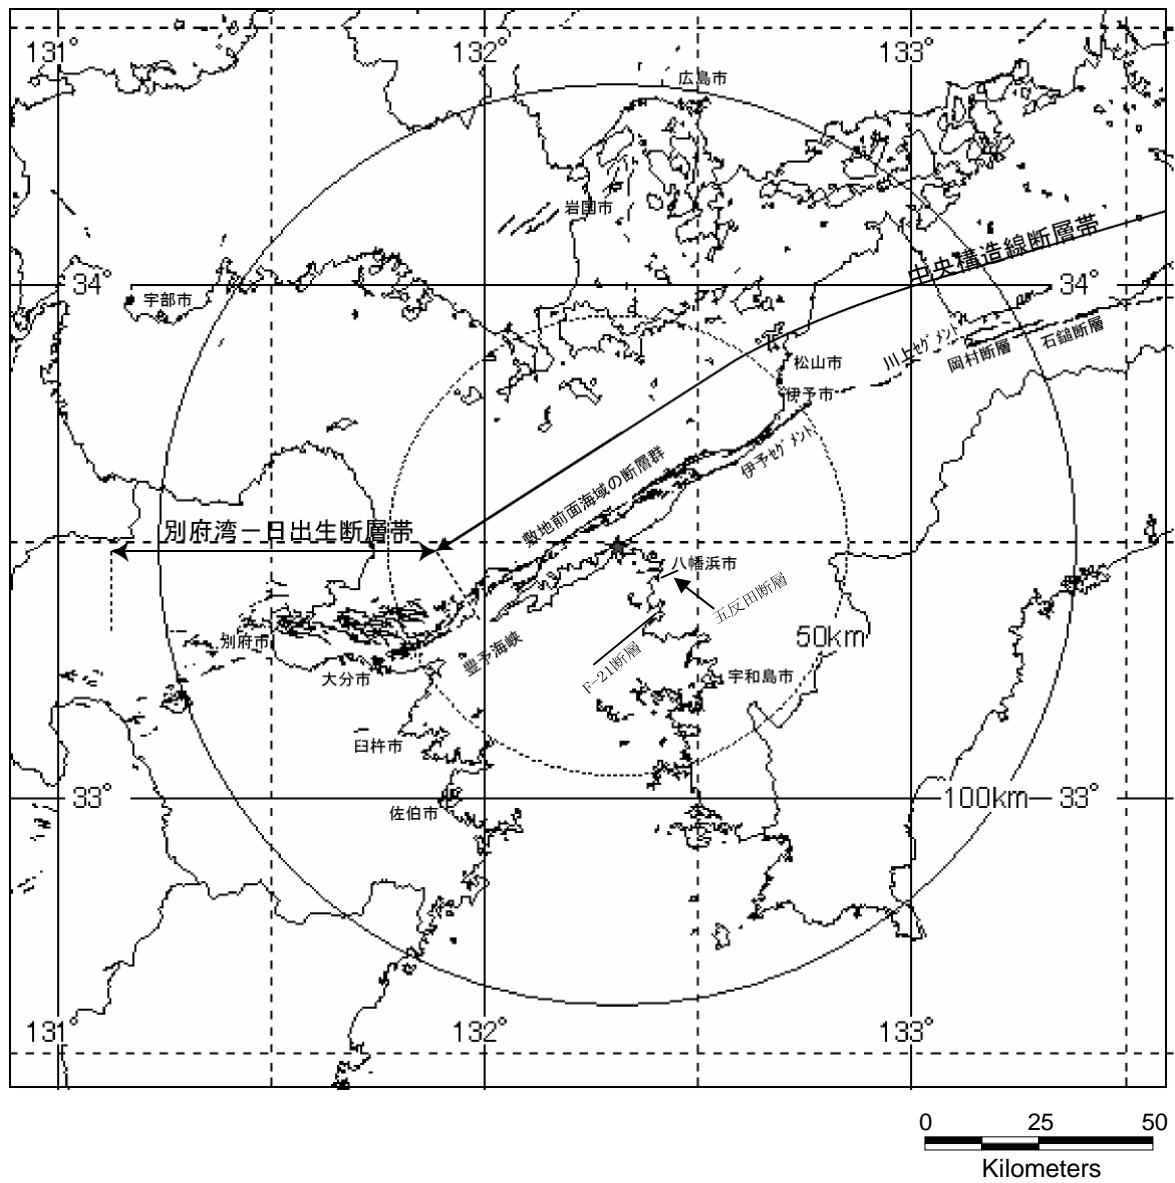 131°
132°
133°
広島市
岩国市
中央構造線断層帯
34°
34°
宇部市
川上セグメント
石鎚断層
岡村断層
松山市
伊予市
伊予セグメント
敷地前面海域の断層群
別府湾－日出生断層帯
八幡浜市
五反田断層
別府市
豊予海峡
50km
大分市
F-21断層
宇和島市
臼杵市
33°
100km
33°
佐伯市
131°
132°
133°
0 25 50
Kilometers